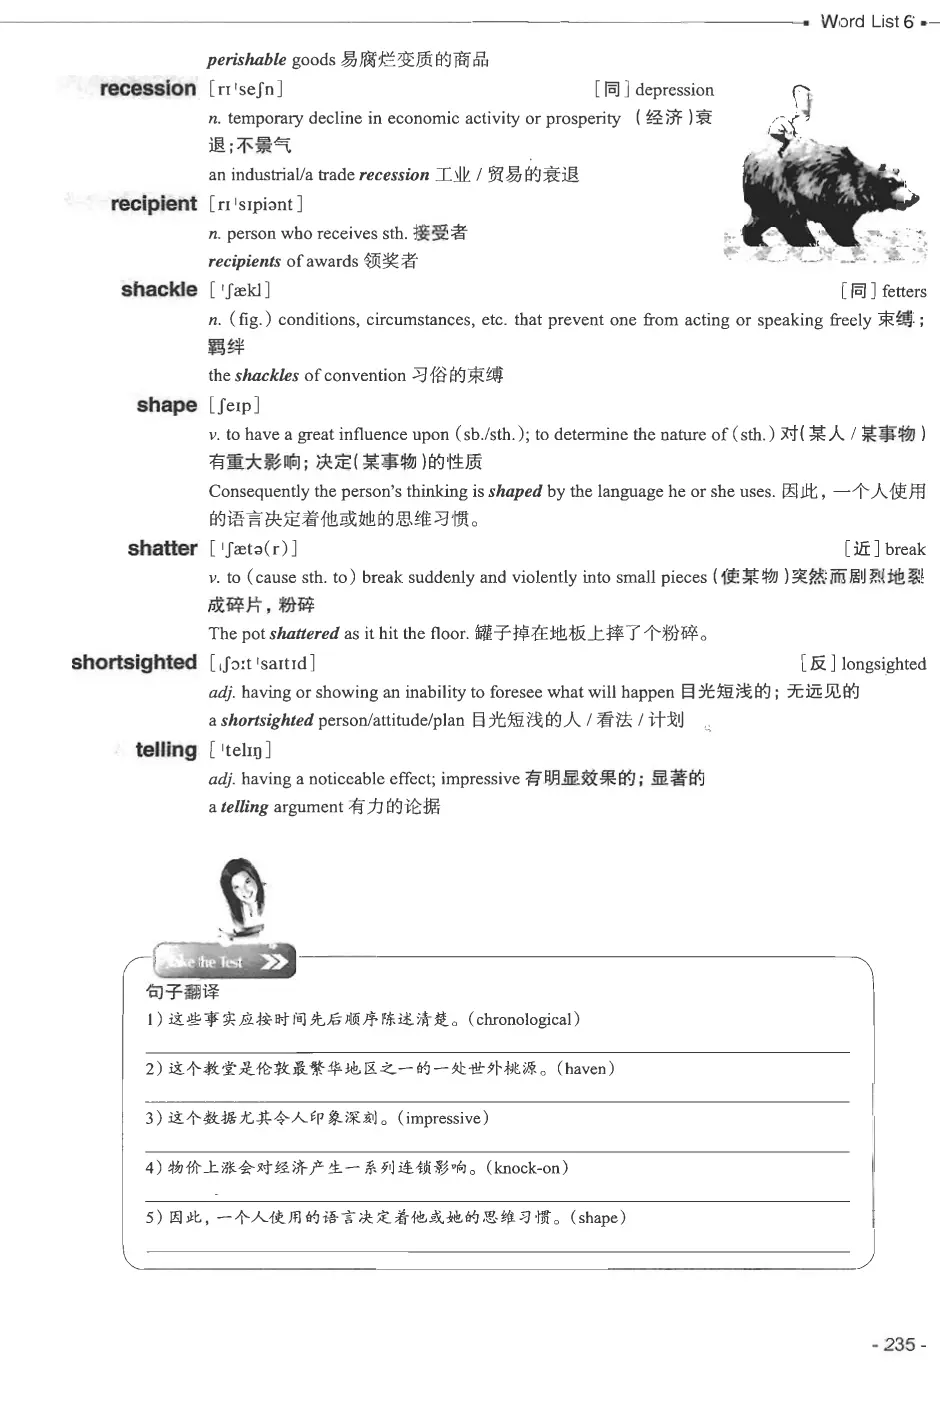 Word List 6
perishable goods 易腐烂变质的商品
recession [rɪˈseʃn] [同] depression
n. temporary decline in economic activity or prosperity （经济）衰
退；不景气
an industrial/a trade recession 工业 / 贸易的衰退
recipient [rɪˈsɪpiənt]
n. person who receives sth. 接受者
recipients of awards 领奖者
shackle [ˈʃækl] [同] fetters
n. (fig.) conditions, circumstances, etc. that prevent one from acting or speaking freely 束缚；
羁绊
the shackles of convention 习俗的束缚
shape [ʃeɪp]
v. to have a great influence upon (sb./sth.); to determine the nature of (sth.) 对(某人 / 某事物)
有重大影响；决定(某事物)的性质
Consequently the person's thinking is shaped by the language he or she uses. 因此，一个人使用
的语言决定着他或她的思维习惯。
shatter [ˈʃætə(r)] [近] break
v. to (cause sth. to) break suddenly and violently into small pieces (使某物)突然而剧烈地裂
成碎片，粉碎
The pot shattered as it hit the floor. 罐子掉在地板上摔了个粉碎。
shortsighted [ˌʃɔːtˈsaɪtɪd] [反] longsighted
adj. having or showing an inability to foresee what will happen 目光短浅的；无远见的
a shortsighted person/attitude/plan 目光短浅的人 / 看法 / 计划
telling [ˈtelɪŋ]
adj. having a noticeable effect; impressive 有明显效果的；显著的
a telling argument 有力的论据
Take the Test
句子翻译
1) 这些事实应按时间先后顺序陈述清楚。(chronological)
2) 这个教堂是伦敦最繁华地区之一的一处世外桃源。(haven)
3) 这个数据尤其令人印象深刻。(impressive)
4) 物价上涨会对经济产生一系列连锁影响。(knock-on)
5) 因此，一个人使用的语言决定着他或她的思维习惯。(shape)
- 235 -